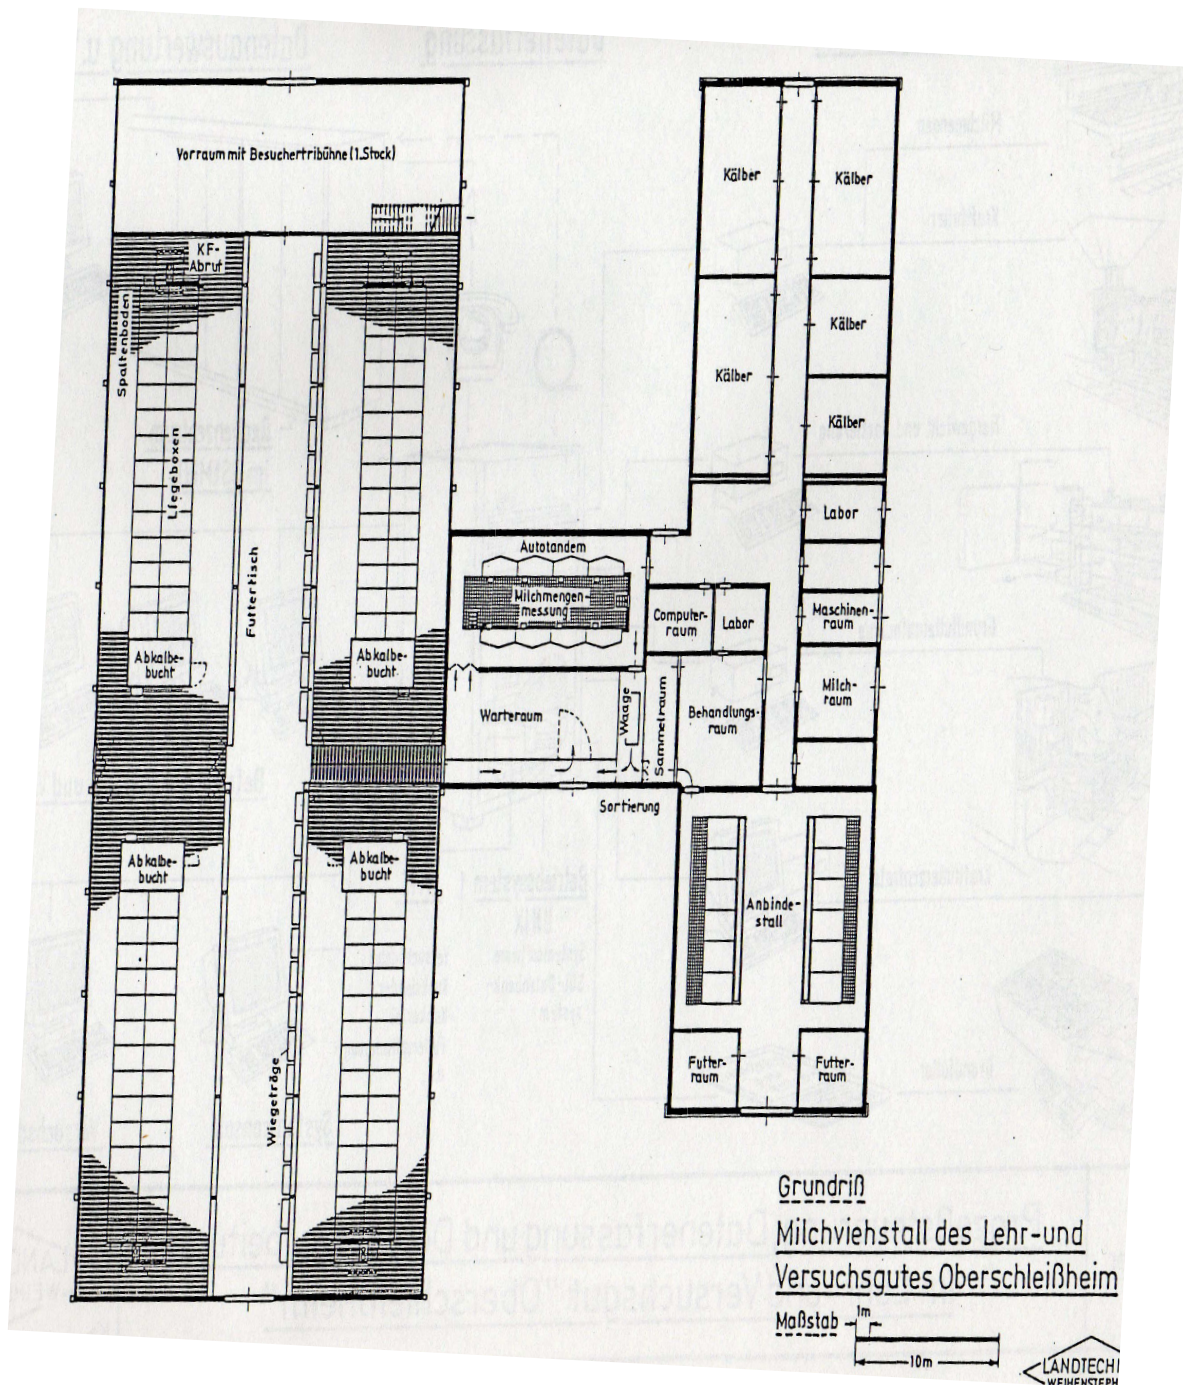 Vorraum mit Besuchertribühne (1.Stock)
KF-
Abruf
Spaltenboden
Liegeboxen
Futtertisch
Abkalbe-
bucht
Abkalbe-
bucht
Abkalbe-
bucht
Abkalbe-
bucht
Wiegetröge
Autotandem
Milchmengen-
messung
Warteraum
Waage
Sammelraum
Sortierung
Computer-
raum
Labor
Behandlungs-
raum
Kälber
Kälber
Kälber
Kälber
Kälber
Labor
Maschinen-
raum
Milch-
raum
Anbinde-
stall
Futter-
raum
Futter-
raum
Grundriß
Milchviehstall des Lehr-und
Versuchsgutes Oberschleißheim
Maßstab
1m
10m
LANDTECH
WEIHENSTEPH